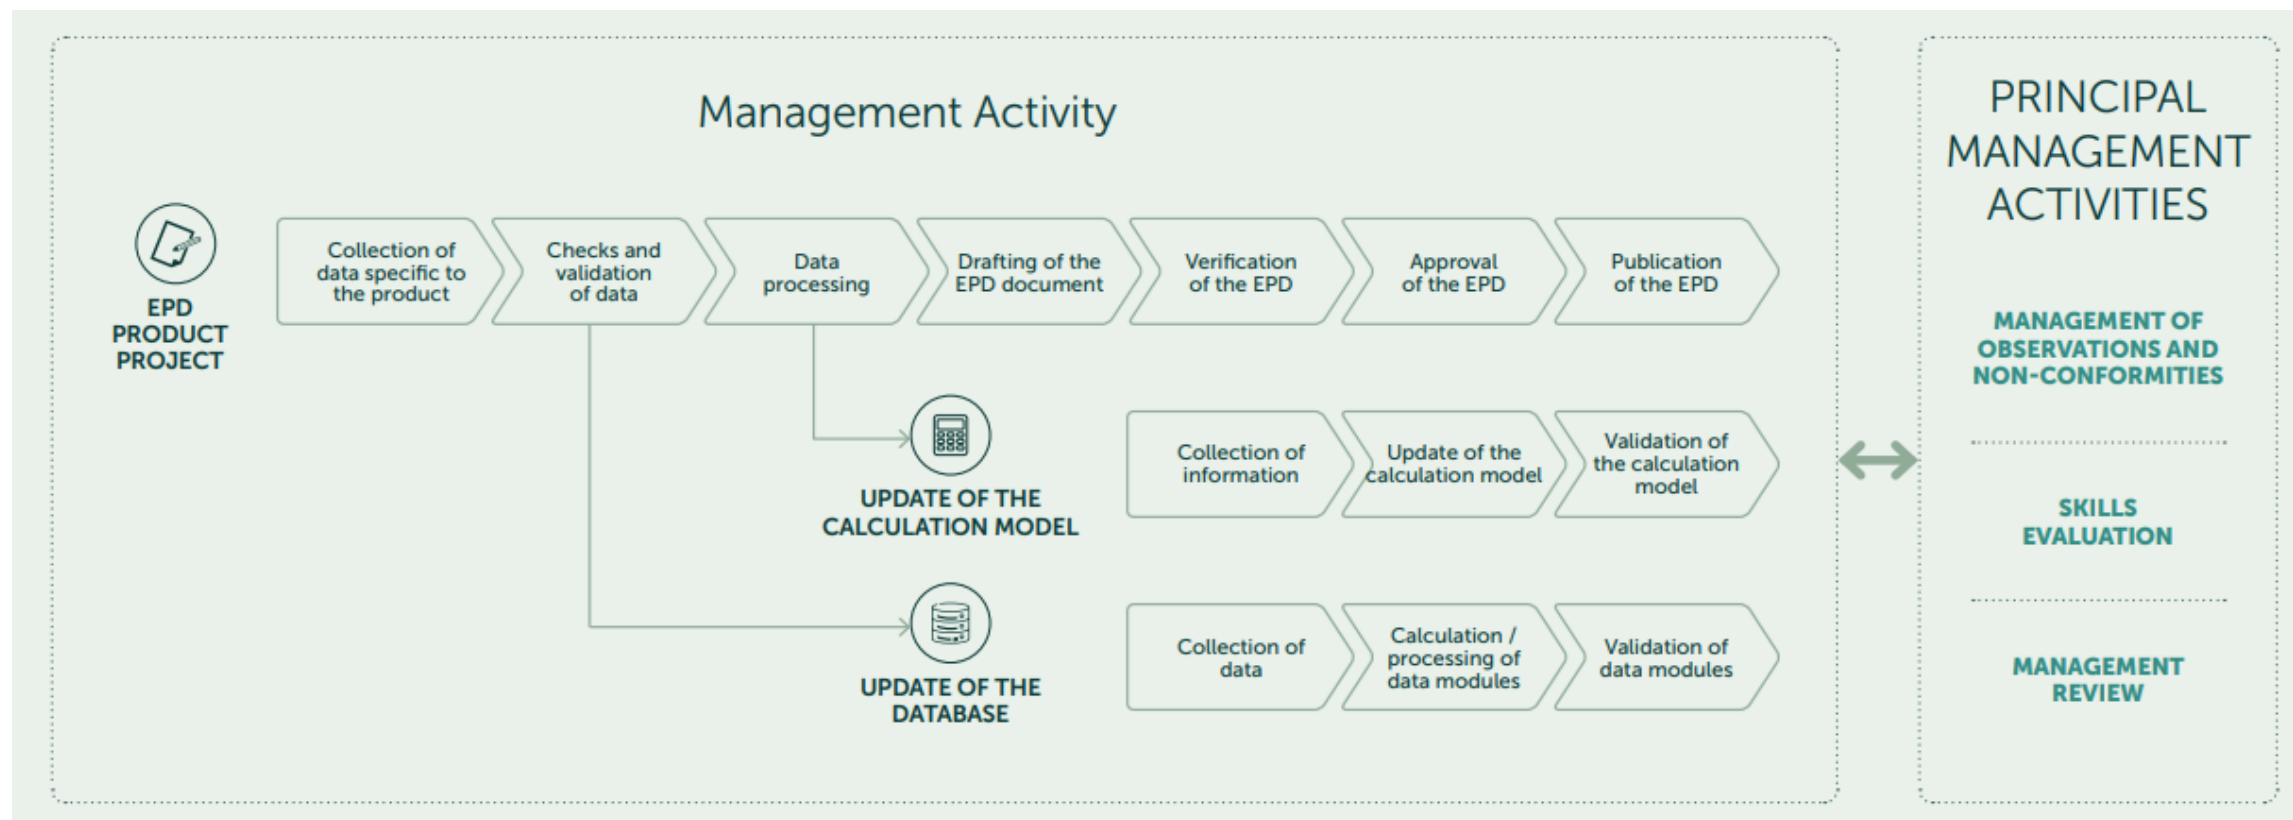 Management Activity
EPD
PRODUCT
PROJECT
Collection of
data specific to
the product
Checks and
validation
of data
Data
processing
Drafting of the
EPD document
Verification
of the EPD
Approval
of the EPD
Publication
of the EPD
UPDATE OF THE
CALCULATION MODEL
Collection of
information
Update of the
calculation model
Validation of
the calculation
model
UPDATE OF THE
DATABASE
Collection of
data
Calculation /
processing of
data modules
Validation of
data modules
PRINCIPAL
MANAGEMENT
ACTIVITIES
MANAGEMENT OF
OBSERVATIONS AND
NON-CONFORMITIES
SKILLS
EVALUATION
MANAGEMENT
REVIEW